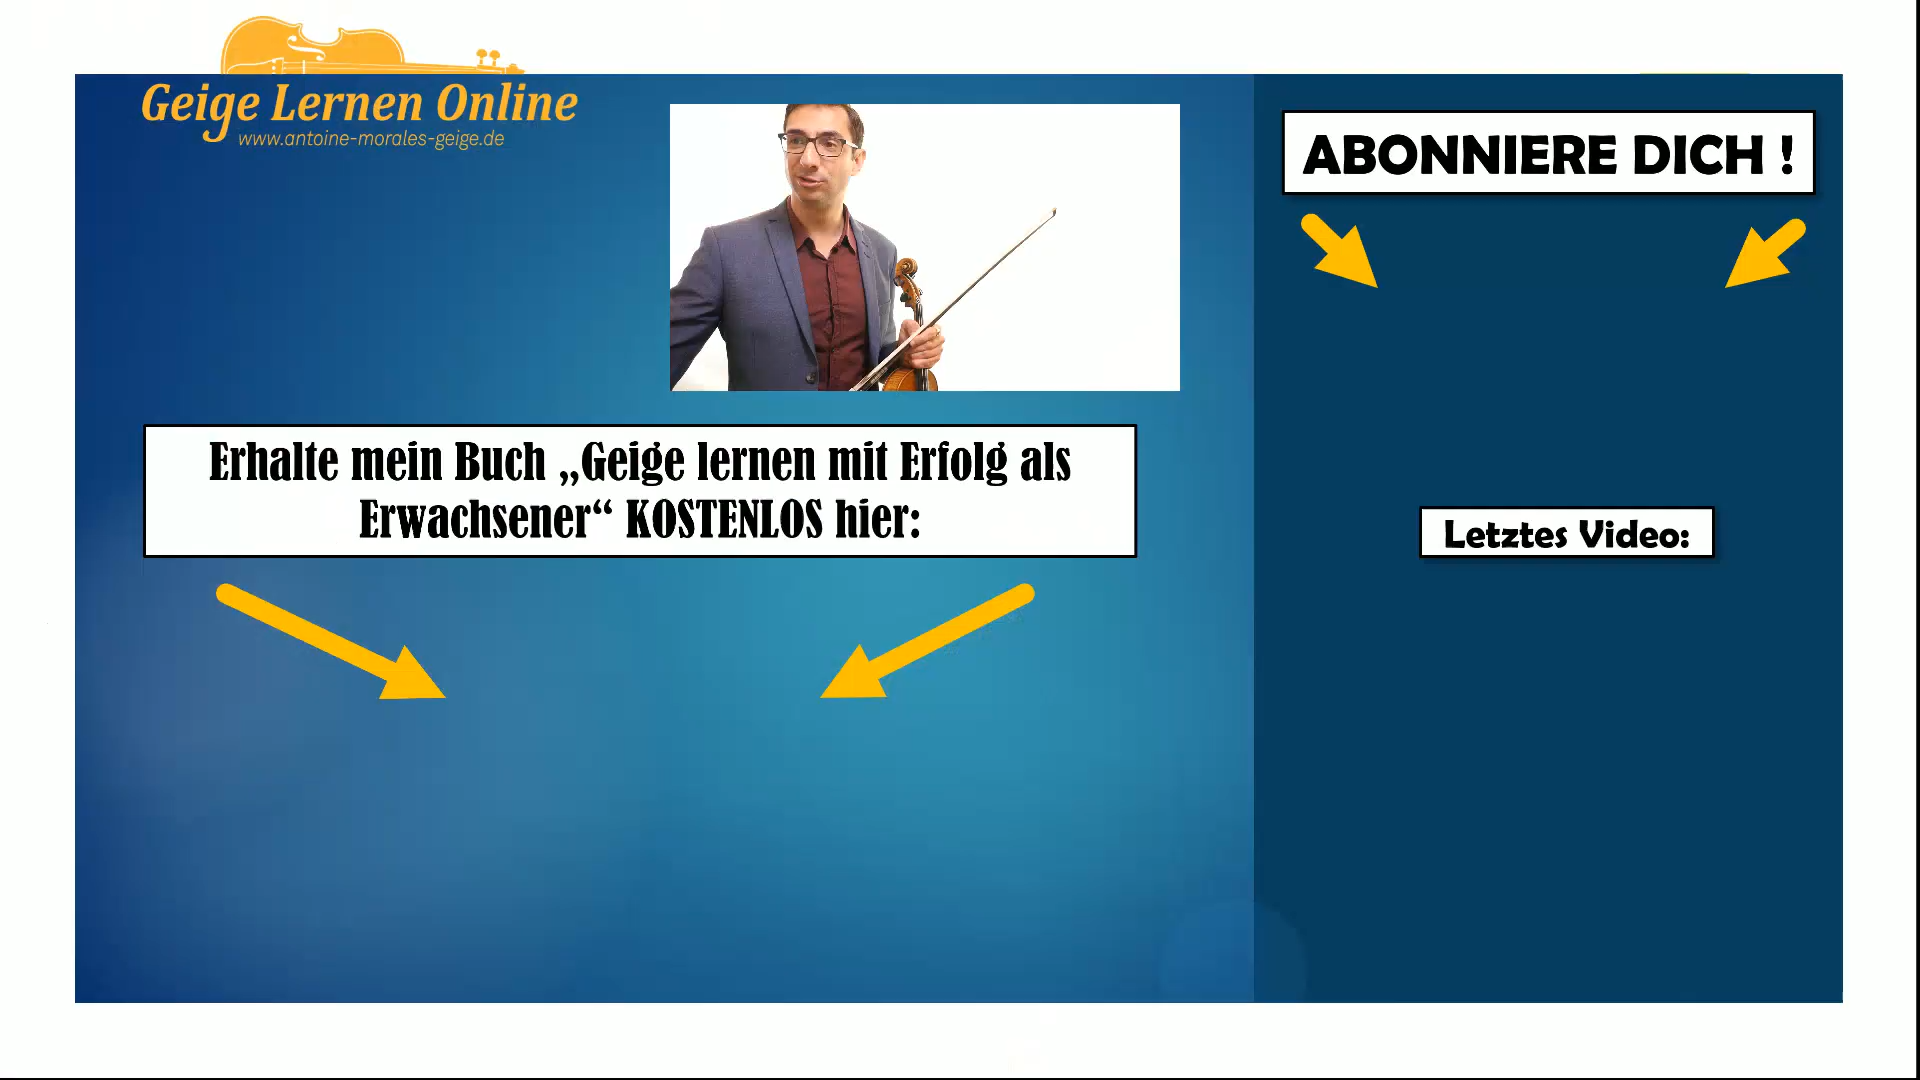 Geige Lernen Online
www.antoine-morales-geige.de
ABONNIERE DICH !
Erhalte mein Buch „Geige lernen mit Erfolg als
Erwachsener“ KOSTENLOS hier:
Letztes Video: